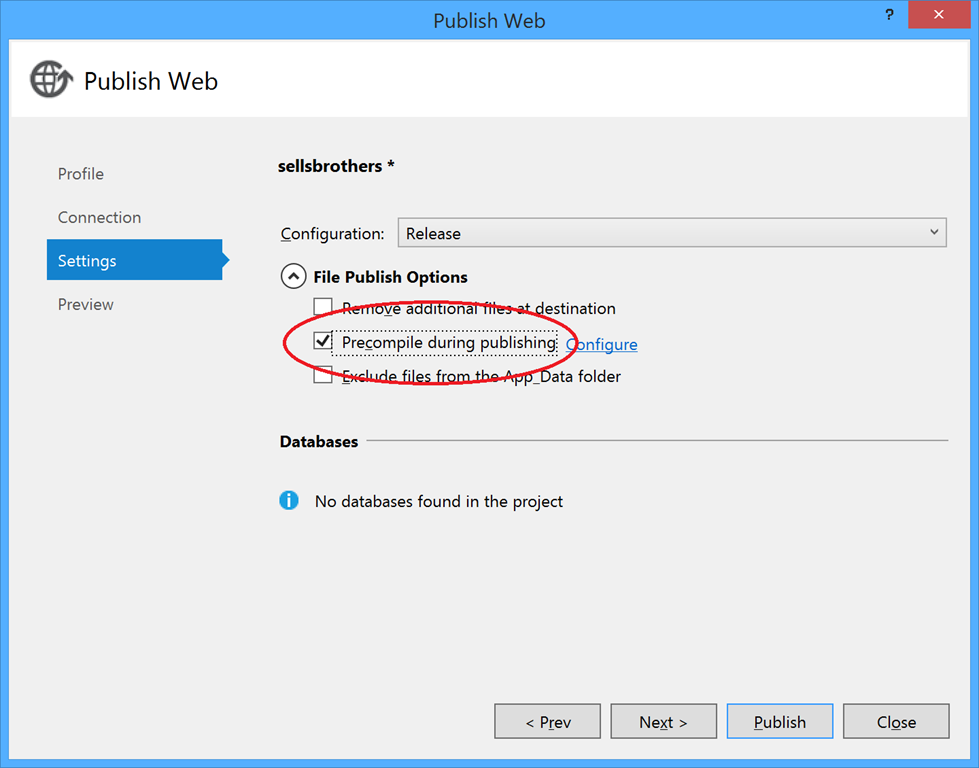 Publish Web
?
Publish Web
Profile
Connection
Settings
Preview
sellsbrothers *
Configuration: Release
File Publish Options
Remove additional files at destination
Precompile during publishing Configure
Exclude files from the App_Data folder
Databases
No databases found in the project
< Prev Next > Publish Close